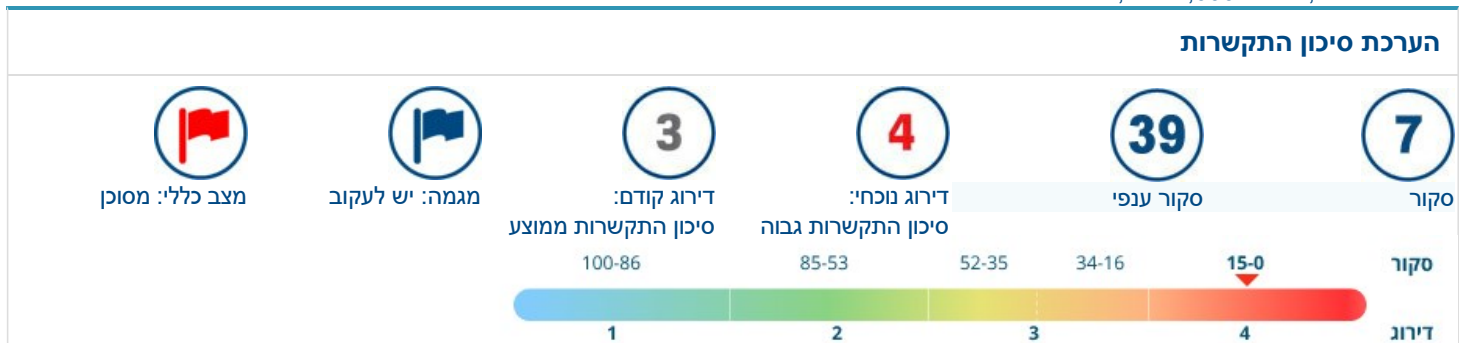 הערכת סיכון התקשרות
7 39 4 3
סקור סקור ענפי דירוג נוכחי: דירוג קודם: מגמה: יש לעקוב מצב כללי: מסוכן
סיכון התקשרות גבוה סיכון התקשרות ממוצע
סקור 15-0 34-16 52-35 85-53 100-86
דירוג 4 3 2 1